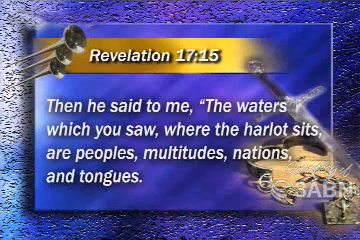 Revelation 17:15
Then he said to me, “The waters
which you saw, where the harlot sits,
are peoples, multitudes, nations,
and tongues.
3ABN